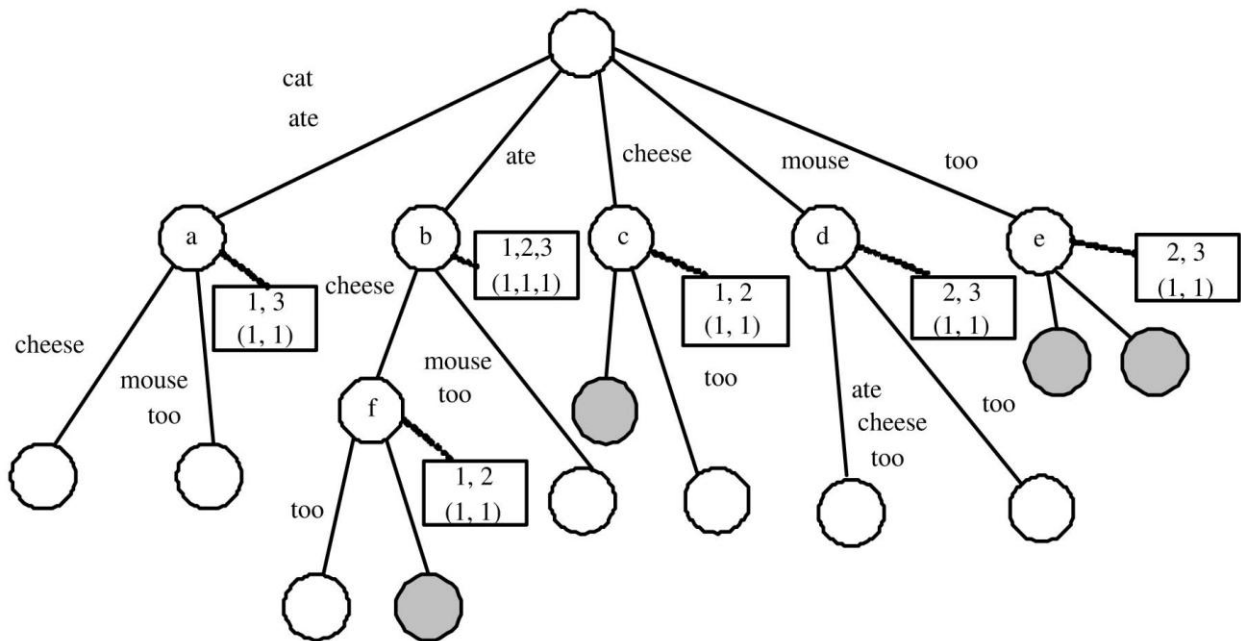 cat
ate
ate
cheese
mouse
too
a
b
c
d
e
1,2,3
(1,1,1)
2, 3
(1, 1)
1, 3
(1, 1)
cheese
1, 2
(1, 1)
2, 3
(1, 1)
cheese
mouse
too
mouse
too
too
ate
cheese
too
too
f
1, 2
(1, 1)
too